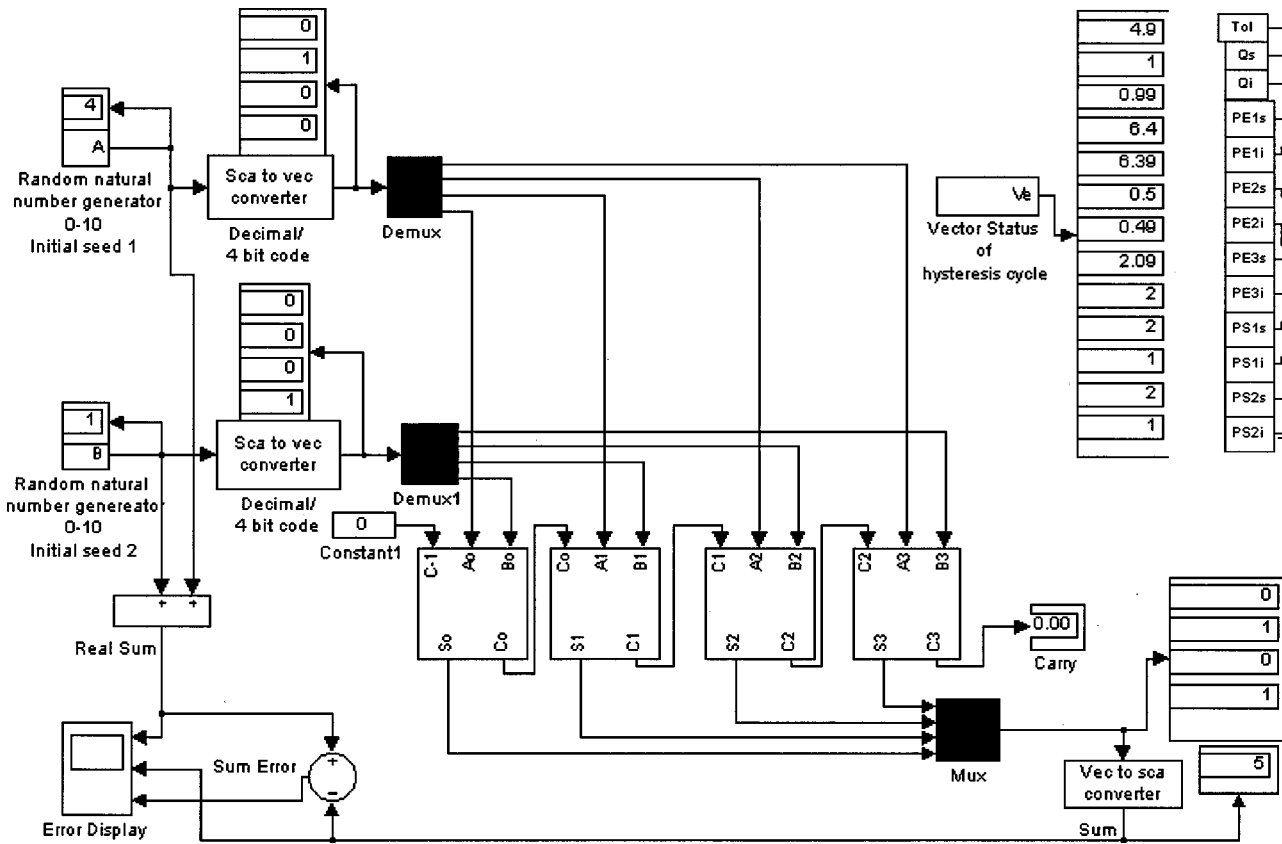 0
1
0
0
4
A
Random natural
number generator
0-10
Initial seed 1
Sca to vec
converter
Decimal/
4 bit code
Demux
0
0
0
1
1
B
Random natural
number genereator
0-10
Initial seed 2
Sca to vec
converter
Decimal/
4 bit code
Demux1
0
Constant1
Ve
Vector Status
of
hysteresis cycle
4.9
1
0.99
6.4
6.39
0.5
0.49
2.09
2
2
1
2
1
Tol
Qs
Qi
PE1s
PE1i
PE2s
PE2i
PE3s
PE3i
PS1s
PS1i
PS2s
PS2i
C-1
Ao
Bo
So
Co
Co
A1
B1
S1
C1
C1
A2
B2
S2
C2
C2
A3
B3
S3
C3
0.00
Carry
+
+
Real Sum
Sum Error
+
−
Error Display
Mux
0
1
0
1
Vec to sca
converter
Sum
5